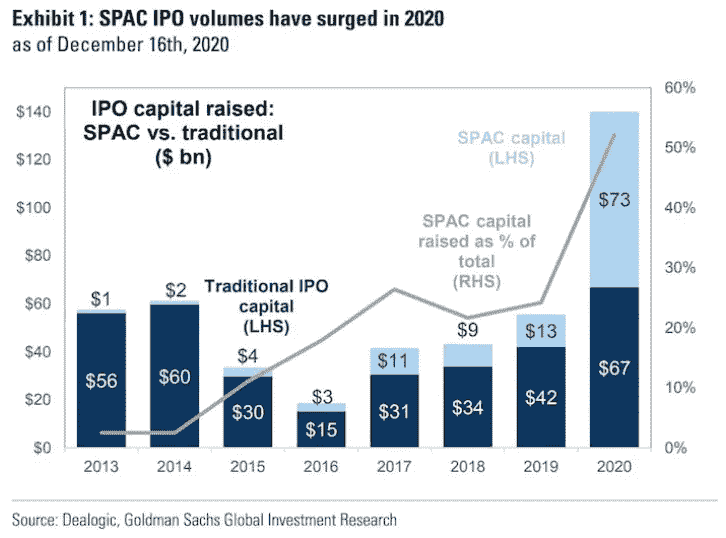 Exhibit 1: SPAC IPO volumes have surged in 2020
as of December 16th, 2020
IPO capital raised:
SPAC vs. traditional
($ bn)
SPAC capital
(LHS)
SPAC capital
raised as % of
total
(RHS)
Traditional IPO
capital
(LHS)
$140
$120
$100
$80
$60
$40
$20
$0
60%
50%
40%
30%
20%
10%
0%
$1
$56
$2
$60
$4
$30
$3
$15
$11
$31
$9
$34
$13
$42
$73
$67
2013 2014 2015 2016 2017 2018 2019 2020
Source: Dealogic, Goldman Sachs Global Investment Research